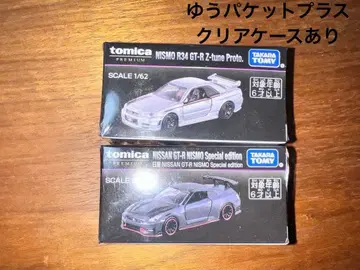 ゆうパケットプラス
クリアケースあり
tomica
PREMIUM
NISMO R34 GT-R Z-tune Proto.
TAKARA TOMY
SCALE 1/62
対象年齢
6才以上
tomica
PREMIUM
NISSAN GT-R NISMO Special edition
日産 NISSAN GT-R NISMO Special edition
TAKARA TOMY
SCALE
対象年齢
6才以上